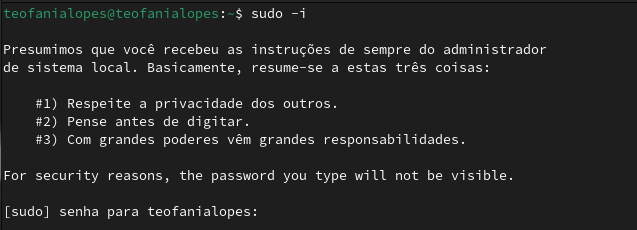 teofanialopes@teofanialopes:~$ sudo -i
Presumimos que você recebeu as instruções de sempre do administrador
de sistema local. Basicamente, resume-se a estas três coisas:
#1) Respeite a privacidade dos outros.
#2) Pense antes de digitar.
#3) Com grandes poderes vêm grandes responsabilidades.
For security reasons, the password you type will not be visible.
[sudo] senha para teofanialopes: